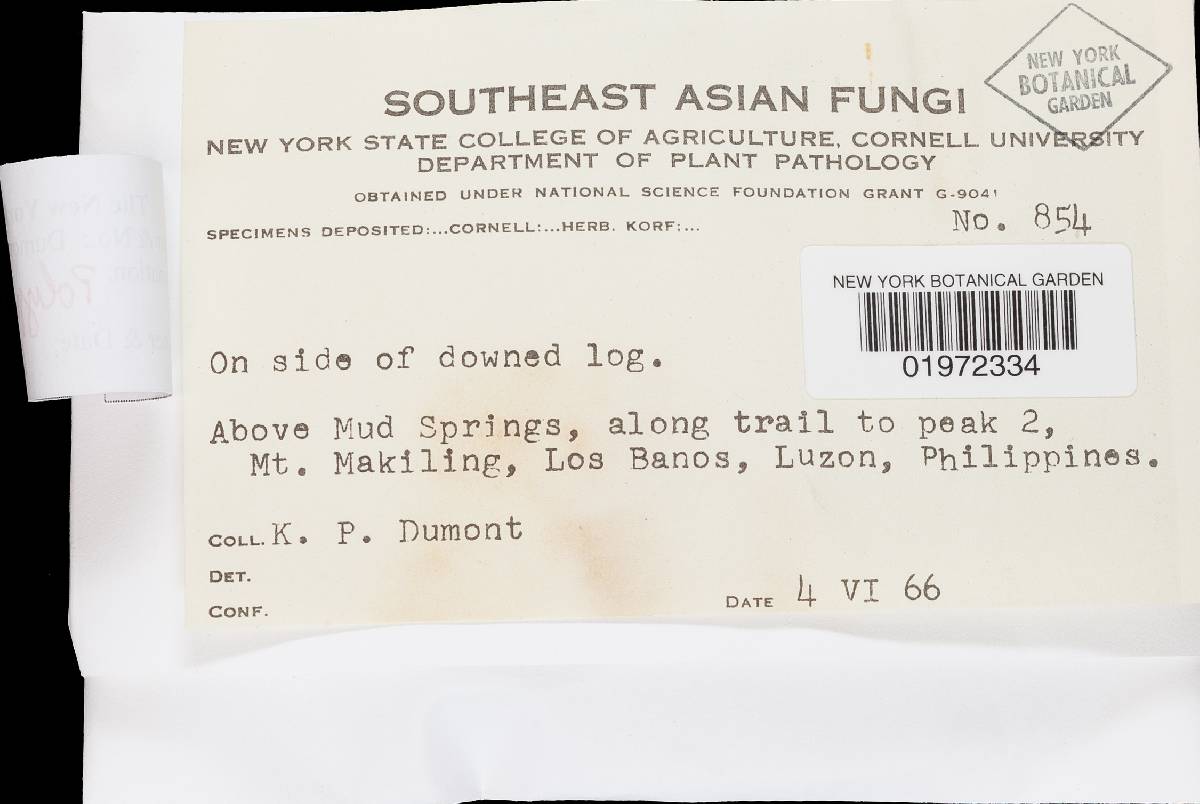 NEW YORK
BOTANICAL
GARDEN
SOUTHEAST ASIAN FUNGI
NEW YORK STATE COLLEGE OF AGRICULTURE, CORNELL UNIVERSITY
DEPARTMENT OF PLANT PATHOLOGY
OBTAINED UNDER NATIONAL SCIENCE FOUNDATION GRANT G-9041
SPECIMENS DEPOSITED:...CORNELL:...HERB. KORF:...
No. 854
NEW YORK BOTANICAL GARDEN
01972334
On side of downed log.
Above Mud Springs, along trail to peak 2,
Mt. Makiling, Los Banos, Luzon, Philippines.
COLL. K. P. Dumont
DET.
CONF.
DATE 4 VI 66